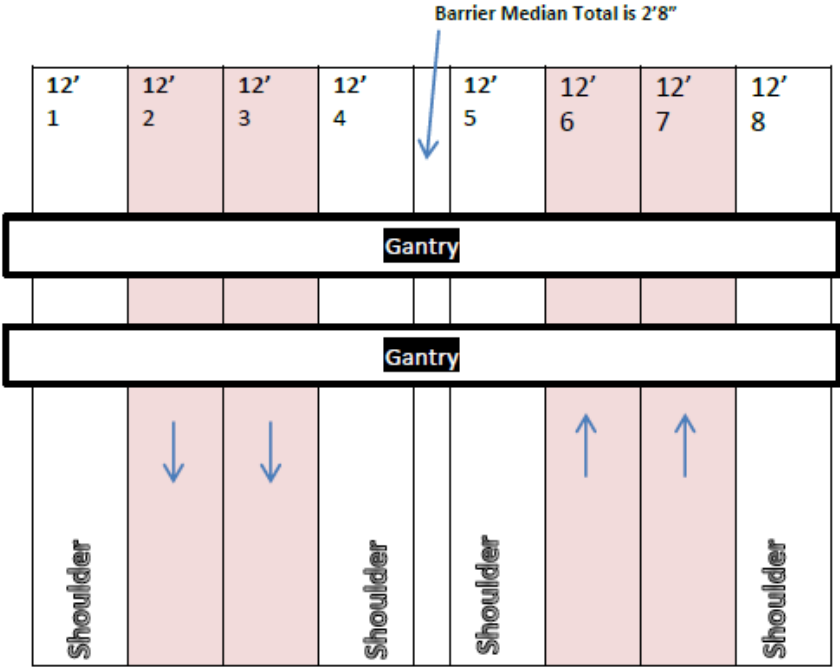 Barrier Median Total is 2’8”
12’ 12’ 12’ 12’ 12’ 12’ 12’ 12’
1 2 3 4 5 6 7 8
Gantry
Gantry
Shoulder Shoulder Shoulder Shoulder